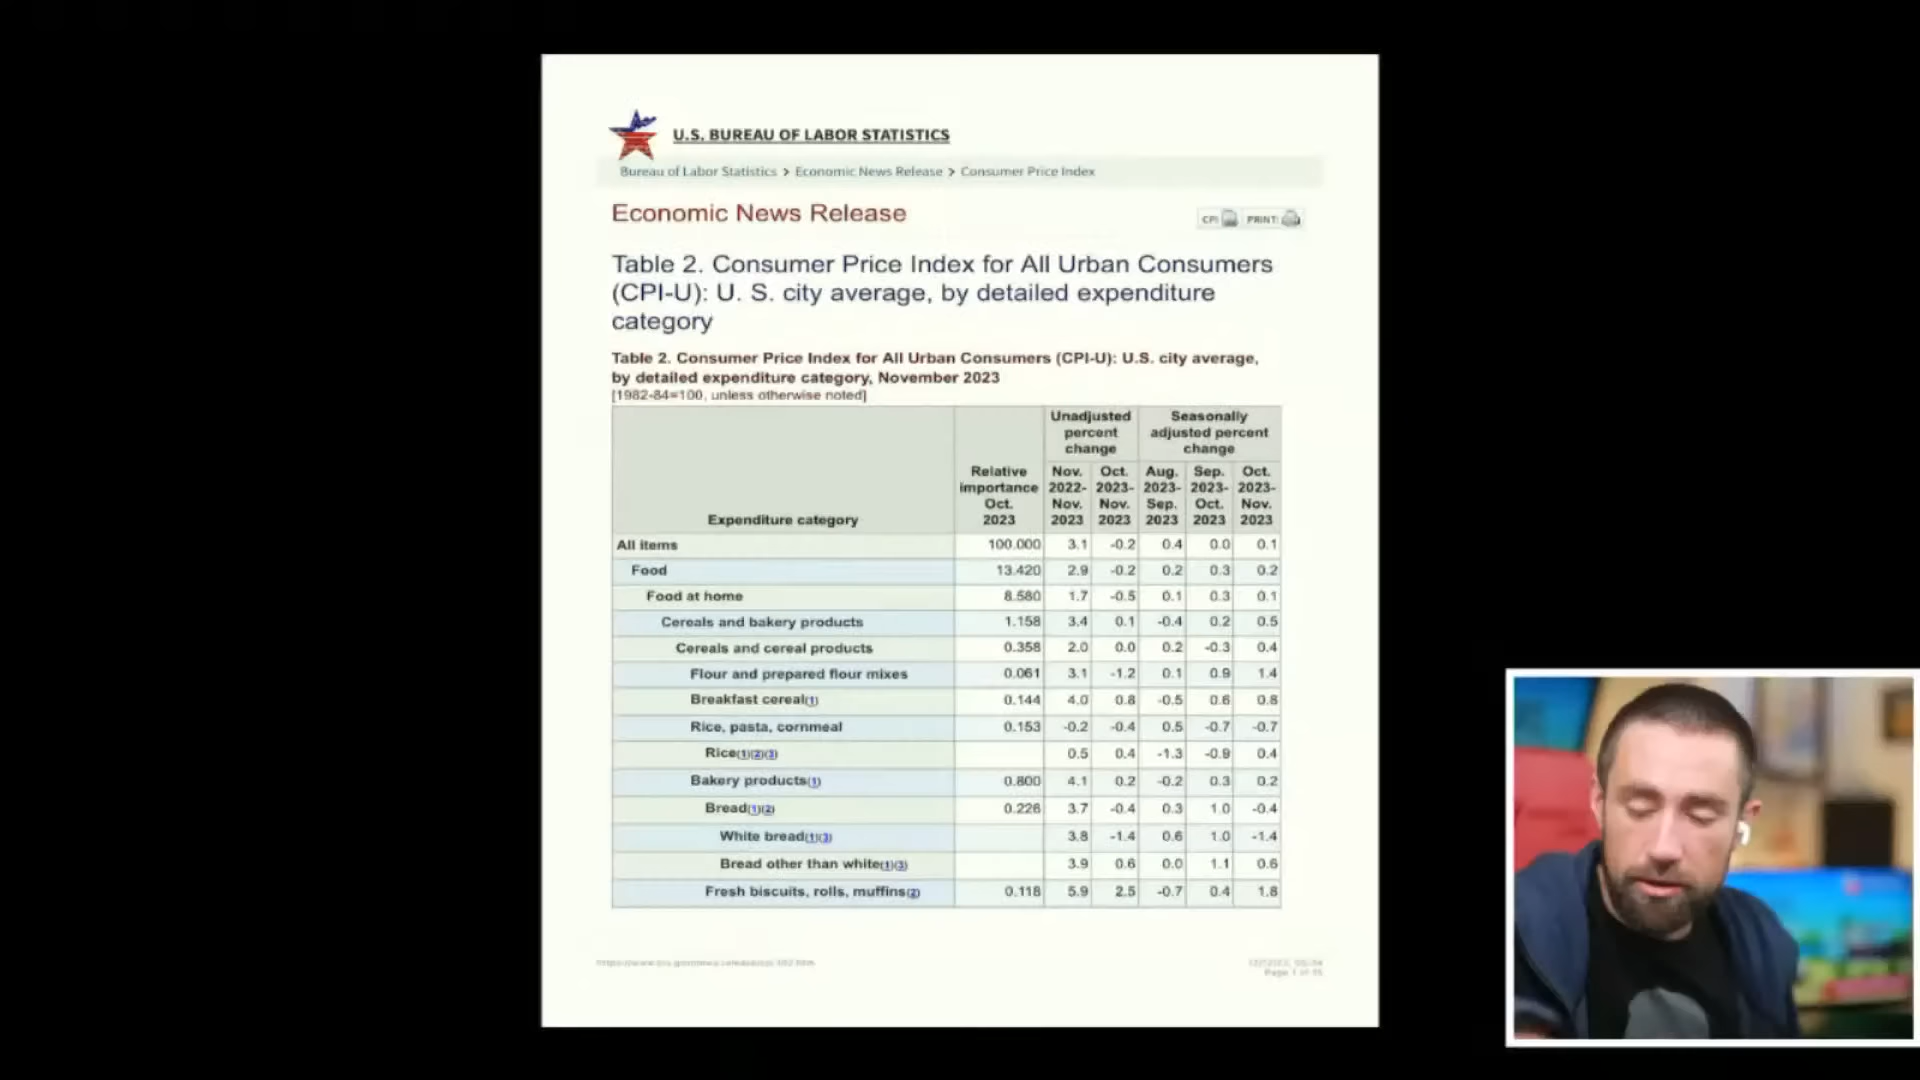 U.S. BUREAU OF LABOR STATISTICS
Bureau of Labor Statistics > Economic News Release > Consumer Price Index
Economic News Release
CPI PRINT:
Table 2. Consumer Price Index for All Urban Consumers
(CPI-U): U. S. city average, by detailed expenditure
category
Table 2. Consumer Price Index for All Urban Consumers (CPI-U): U.S. city average,
by detailed expenditure category, November 2023
[1982-84=100, unless otherwise noted]
Expenditure category
Relative
importance
Oct.
2023
Unadjusted
percent
change
Seasonally
adjusted percent
change
Nov.
2022-
Nov.
2023
Oct.
2023-
Nov.
2023
Aug.
2023-
Sep.
2023
Sep.
2023-
Oct.
2023
Oct.
2023-
Nov.
2023
All items 100.000 3.1 -0.2 0.4 0.0 0.1
Food 13.420 2.9 -0.2 0.2 0.3 0.2
Food at home 8.580 1.7 -0.5 0.1 0.3 0.1
Cereals and bakery products 1.158 3.4 0.1 -0.4 0.2 0.5
Cereals and cereal products 0.358 2.0 0.0 0.2 -0.3 0.4
Flour and prepared flour mixes 0.061 3.1 -1.2 0.1 0.9 1.4
Breakfast cereal(1) 0.144 4.0 0.8 -0.5 0.6 0.8
Rice, pasta, cornmeal 0.153 -0.2 -0.4 0.5 -0.7 -0.7
Rice(1)(2)(3) 0.5 0.4 -1.3 -0.9 0.4
Bakery products(1) 0.800 4.1 0.2 -0.2 0.3 0.2
Bread(1)(2) 0.226 3.7 -0.4 0.3 1.0 -0.4
White bread(1)(3) 3.8 -1.4 0.6 1.0 -1.4
Bread other than white(1)(3) 3.9 0.6 0.0 1.1 0.6
Fresh biscuits, rolls, muffins(2) 0.118 5.9 2.5 -0.7 0.4 1.8
Page 1 of